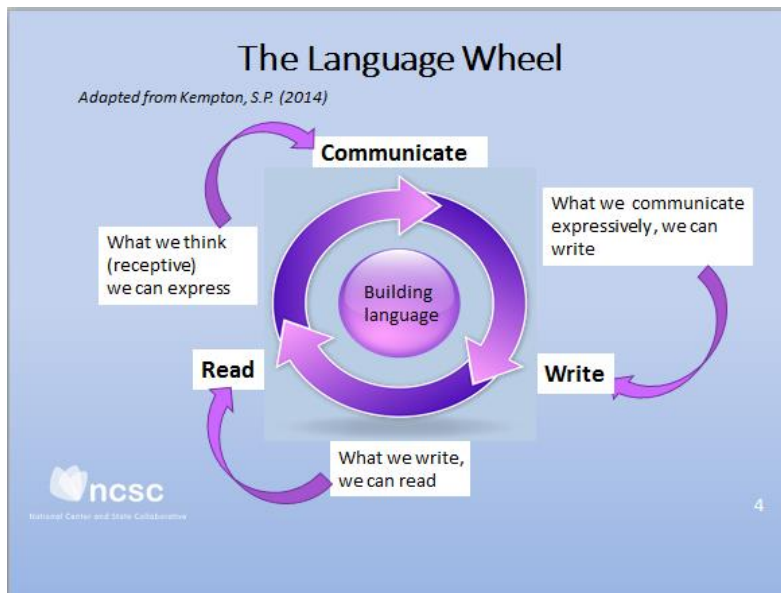 The Language Wheel
Adapted from Kempton, S.P. (2014)
Communicate
What we communicate
expressively, we can
write
What we think
(receptive)
we can express
Building
language
Read
Write
What we write,
we can read
ncsc
National Center and State Collaborative
4